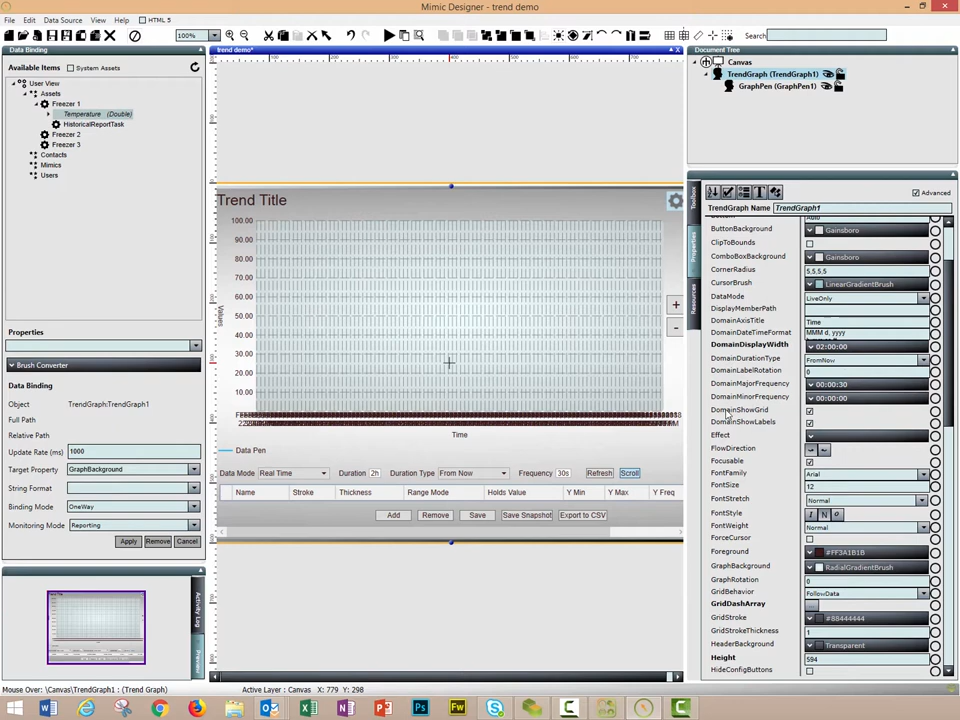 Mimic Designer - trend demo
File Edit Data Source View Help HTML 5
100% Search
Data Binding
Available Items System Assets
User View
Assets
Freezer 1
Temperature (Double)
HistoricalReportTask
Freezer 2
Freezer 3
Contacts
Mimics
Users
Properties
Brush Converter
Data Binding
Object TrendGraph:TrendGraph1
Full Path
Relative Path
Update Rate (ms) 1000
Target Property GraphBackground
String Format
Binding Mode OneWay
Monitoring Mode Reporting
Apply Remove Cancel
Activity Log
Preview
trend demo*
Trend Title
100.00
90.00
80.00
70.00
60.00
50.00
40.00
30.00
20.00
10.00
Values
+
-
Time
Data Pen
Data Mode Real Time Duration 2h Duration Type From Now Frequency 30s Refresh Scroll
Name Stroke Thickness Range Mode Holds Value Y Min Y Max Y Freq
Add Remove Save Save Snapshot Export to CSV
Document Tree
Canvas
TrendGraph (TrendGraph1)
GraphPen (GraphPen1)
Toolbox
Properties
Resources
Advanced
TrendGraph Name TrendGraph1
ButtonBackground Gainsboro
ClipToBounds
ComboBoxBackground Gainsboro
CornerRadius 5,5,5,5
CursorBrush LinearGradientBrush
DataMode LiveOnly
DisplayMemberPath
DomainAxisTitle Time
DomainDateTimeFormat MMM d, yyyy
DomainDisplayWidth 02:00:00
DomainDurationType FromNow
DomainLabelRotation 0
DomainMajorFrequency 00:00:30
DomainMinorFrequency 00:00:00
DomainShowGrid
DomainShowLabels
Effect
FlowDirection
Focusable
FontFamily Arial
FontSize 12
FontStretch Normal
FontStyle I N O
FontWeight Normal
ForceCursor
Foreground #FF3A1B1B
GraphBackground RadialGradientBrush
GraphRotation 0
GridBehavior FollowData
GridDashArray ...
GridStroke #88444444
GridStrokeThickness 1
HeaderBackground Transparent
Height 594
HideConfigButtons
Mouse Over: \Canvas\TrendGraph1 : (Trend Graph) Active Layer : Canvas X: 779 Y: 298